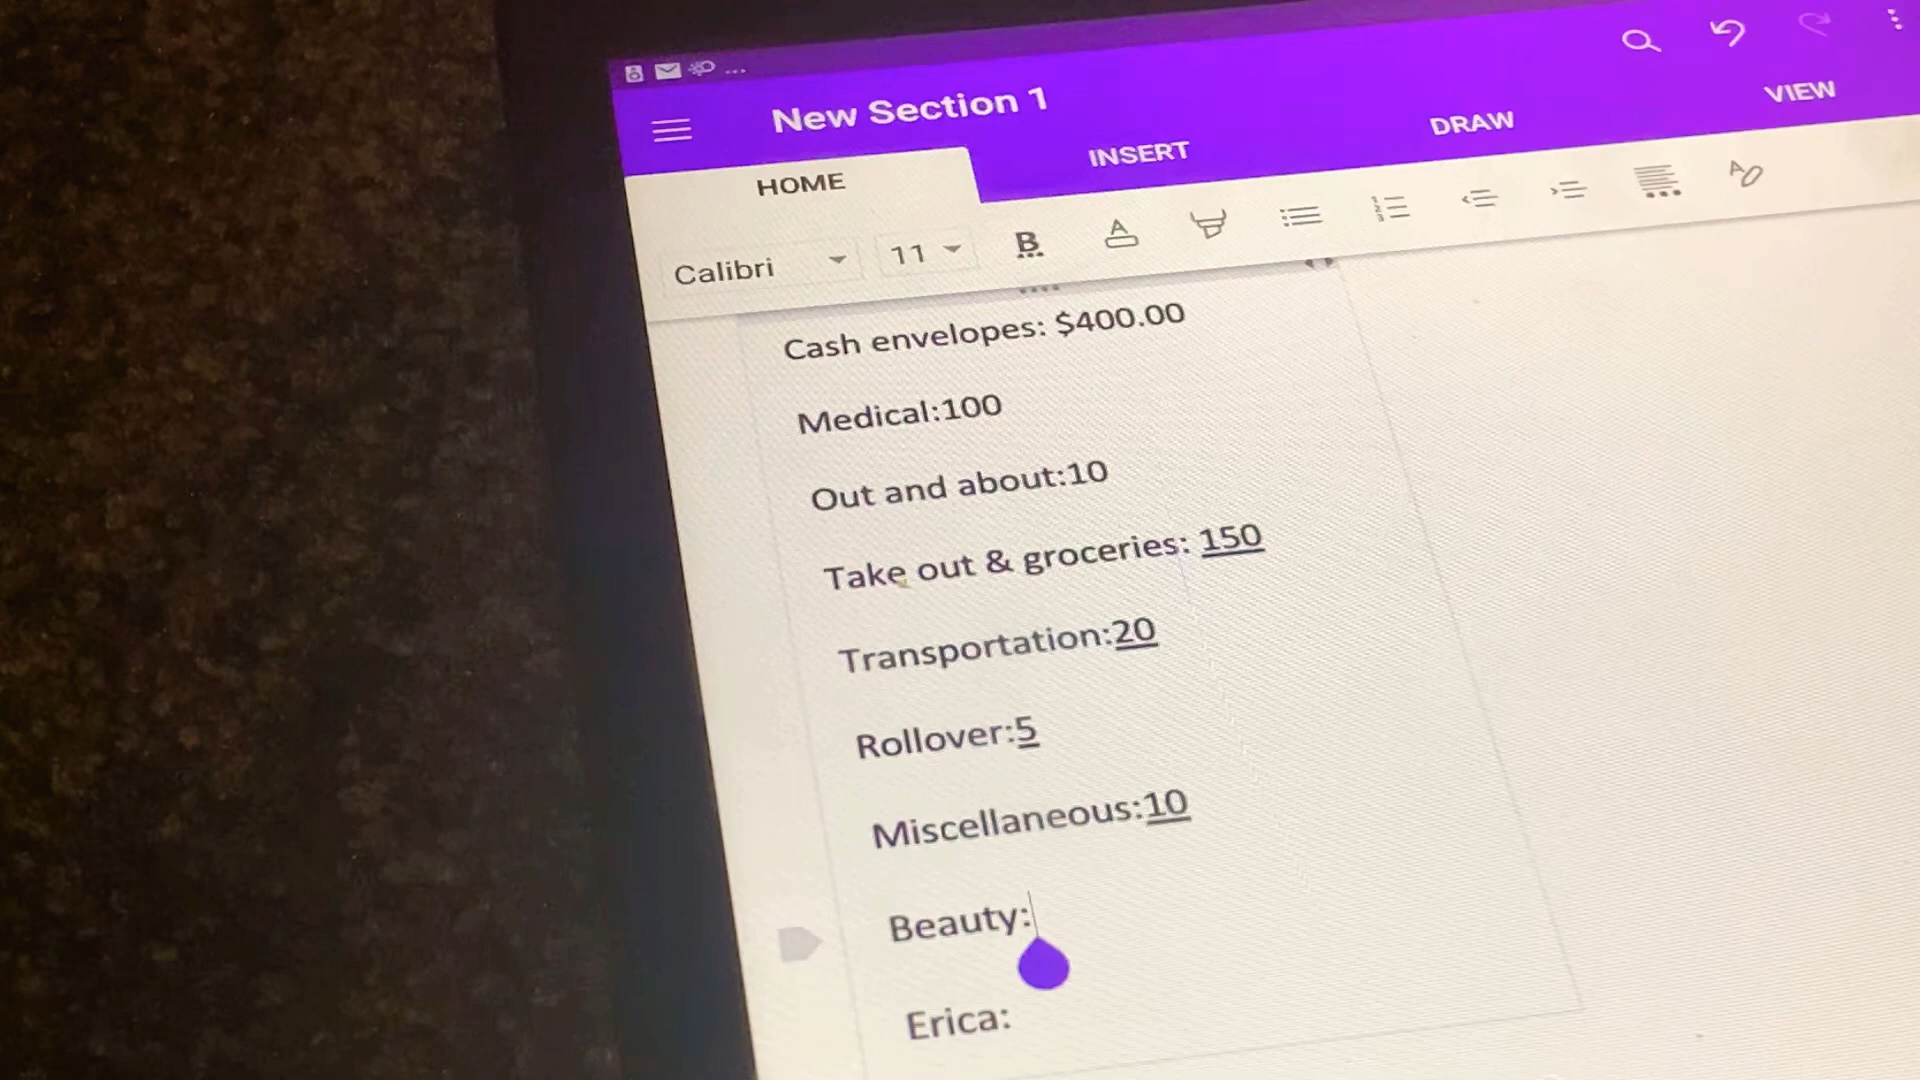 New Section 1
HOME
INSERT
DRAW
VIEW
Calibri
11
B
Cash envelopes: $400.00
Medical:100
Out and about:10
Take out & groceries: 150
Transportation:20
Rollover:5
Miscellaneous:10
Beauty:
Erica: